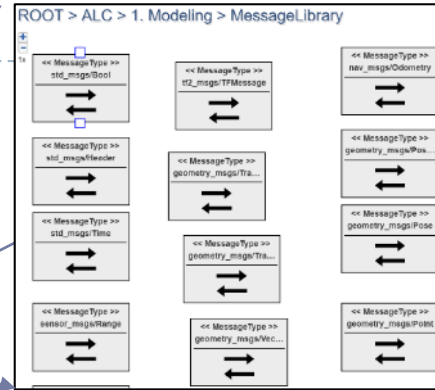 ROOT > ALC > 1. Modeling > MessageLibrary
<< MessageType >>
std_msgs/Bool
<< MessageType >>
tf2_msgs/TFMessage
<< MessageType >>
nav_msgs/Odometry
<< MessageType >>
std_msgs/Header
<< MessageType >>
geometry_msgs/Tra...
<< MessageType >>
geometry_msgs/Pos...
<< MessageType >>
std_msgs/Time
<< MessageType >>
geometry_msgs/Tra...
<< MessageType >>
geometry_msgs/Pose
<< MessageType >>
sensor_msgs/Range
<< MessageType >>
geometry_msgs/Vec...
<< MessageType >>
geometry_msgs/Point